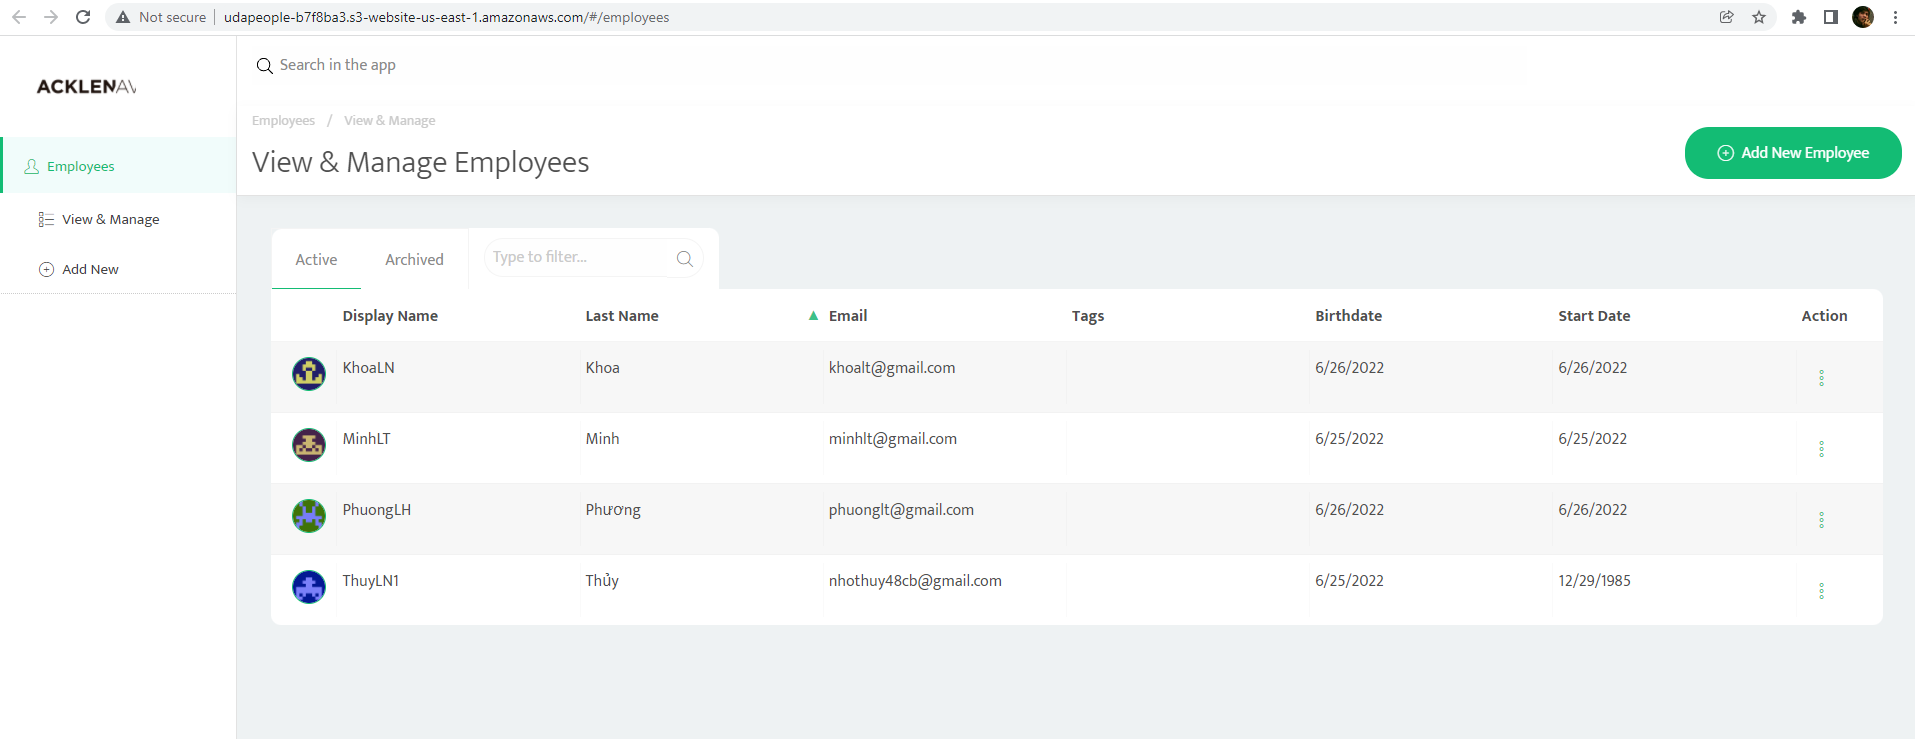 Not secure | udapeople-b7f8ba3.s3-website-us-east-1.amazonaws.com/#/employees
ACKLENAV
Search in the app
Employees / View & Manage
View & Manage Employees
Add New Employee
Employees
View & Manage
Add New
Active Archived Type to filter...
Display Name Last Name Email Tags Birthdate Start Date Action
KhoaLN Khoa khoalt@gmail.com 6/26/2022 6/26/2022
MinhLT Minh minhlt@gmail.com 6/25/2022 6/25/2022
PhuongLH Phương phuonglt@gmail.com 6/26/2022 6/26/2022
ThuyLN1 Thủy nhothuy48cb@gmail.com 6/25/2022 12/29/1985